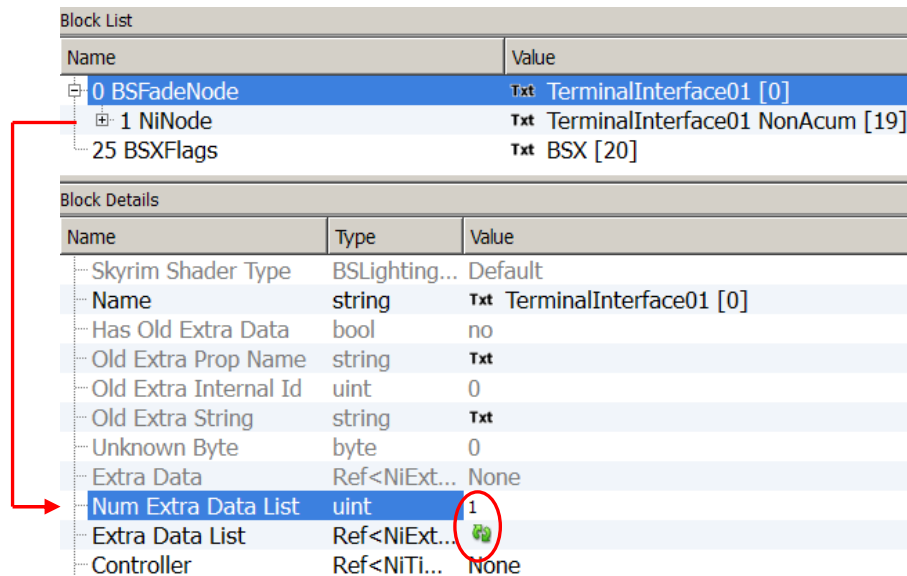 Block List
Name Value
0 BSFadeNode Txt TerminalInterface01 [0]
1 NiNode Txt TerminalInterface01 NonAcum [19]
25 BSXFlags Txt BSX [20]
Block Details
Name Type Value
Skyrim Shader Type BSLighting... Default
Name string Txt TerminalInterface01 [0]
Has Old Extra Data bool no
Old Extra Prop Name string Txt
Old Extra Internal Id uint 0
Old Extra String string Txt
Unknown Byte byte 0
Extra Data Ref<NiExt... None
Num Extra Data List uint 1
Extra Data List Ref<NiExt...
Controller Ref<NiTi... None